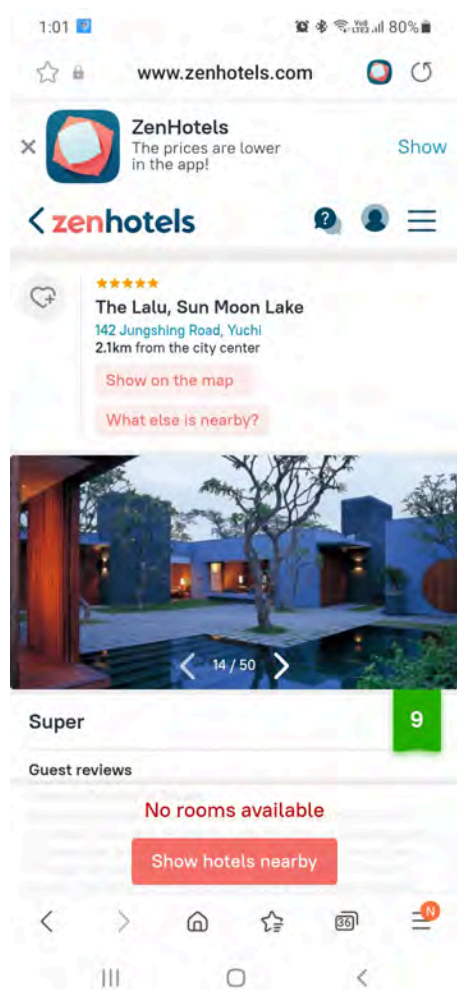 1:01
80%
www.zenhotels.com
ZenHotels
The prices are lower
in the app!
Show
zenhotels
The Lalu, Sun Moon Lake
142 Jungshing Road, Yuchi
2.1km from the city center
Show on the map
What else is nearby?
14 / 50
Super
9
Guest reviews
No rooms available
Show hotels nearby
36
N